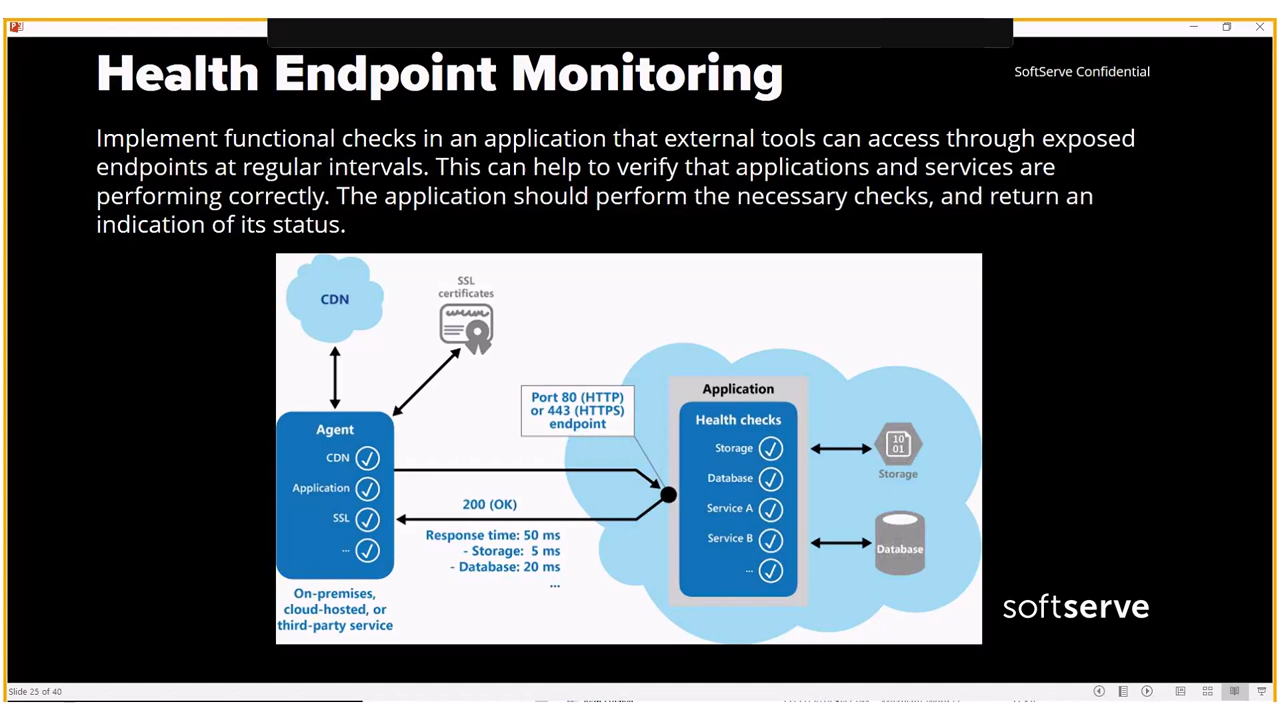 Health Endpoint Monitoring
SoftServe Confidential
Implement functional checks in an application that external tools can access through exposed
endpoints at regular intervals. This can help to verify that applications and services are
performing correctly. The application should perform the necessary checks, and return an
indication of its status.
CDN
SSL
certificates
Agent
CDN
Application
SSL
...
On-premises,
cloud-hosted, or
third-party service
200 (OK)
Response time: 50 ms
- Storage: 5 ms
- Database: 20 ms
...
Port 80 (HTTP)
or 443 (HTTPS)
endpoint
Application
Health checks
Storage
Database
Service A
Service B
...
10
01
Storage
Database
softserve
Slide 25 of 40